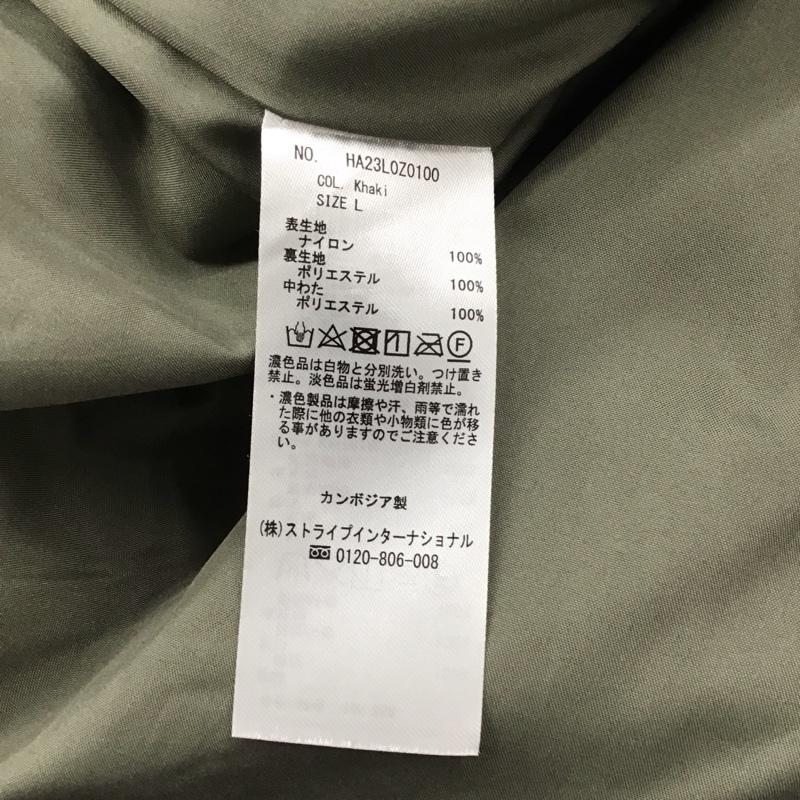 NO. HA23L0Z0100
COL. Khaki
SIZE L
表生地
ナイロン 100%
裏生地
ポリエステル 100%
中わた
ポリエステル 100%
F
濃色品は白物と分別洗い。つけ置き
禁止。淡色品は蛍光増白剤禁止。
・濃色製品は摩擦や汗、雨等で濡れ
た際に他の衣類や小物類に色が移
る事がありますのでご注意くださ
い。
カンボジア製
(株)ストライプインターナショナル
0120-806-008